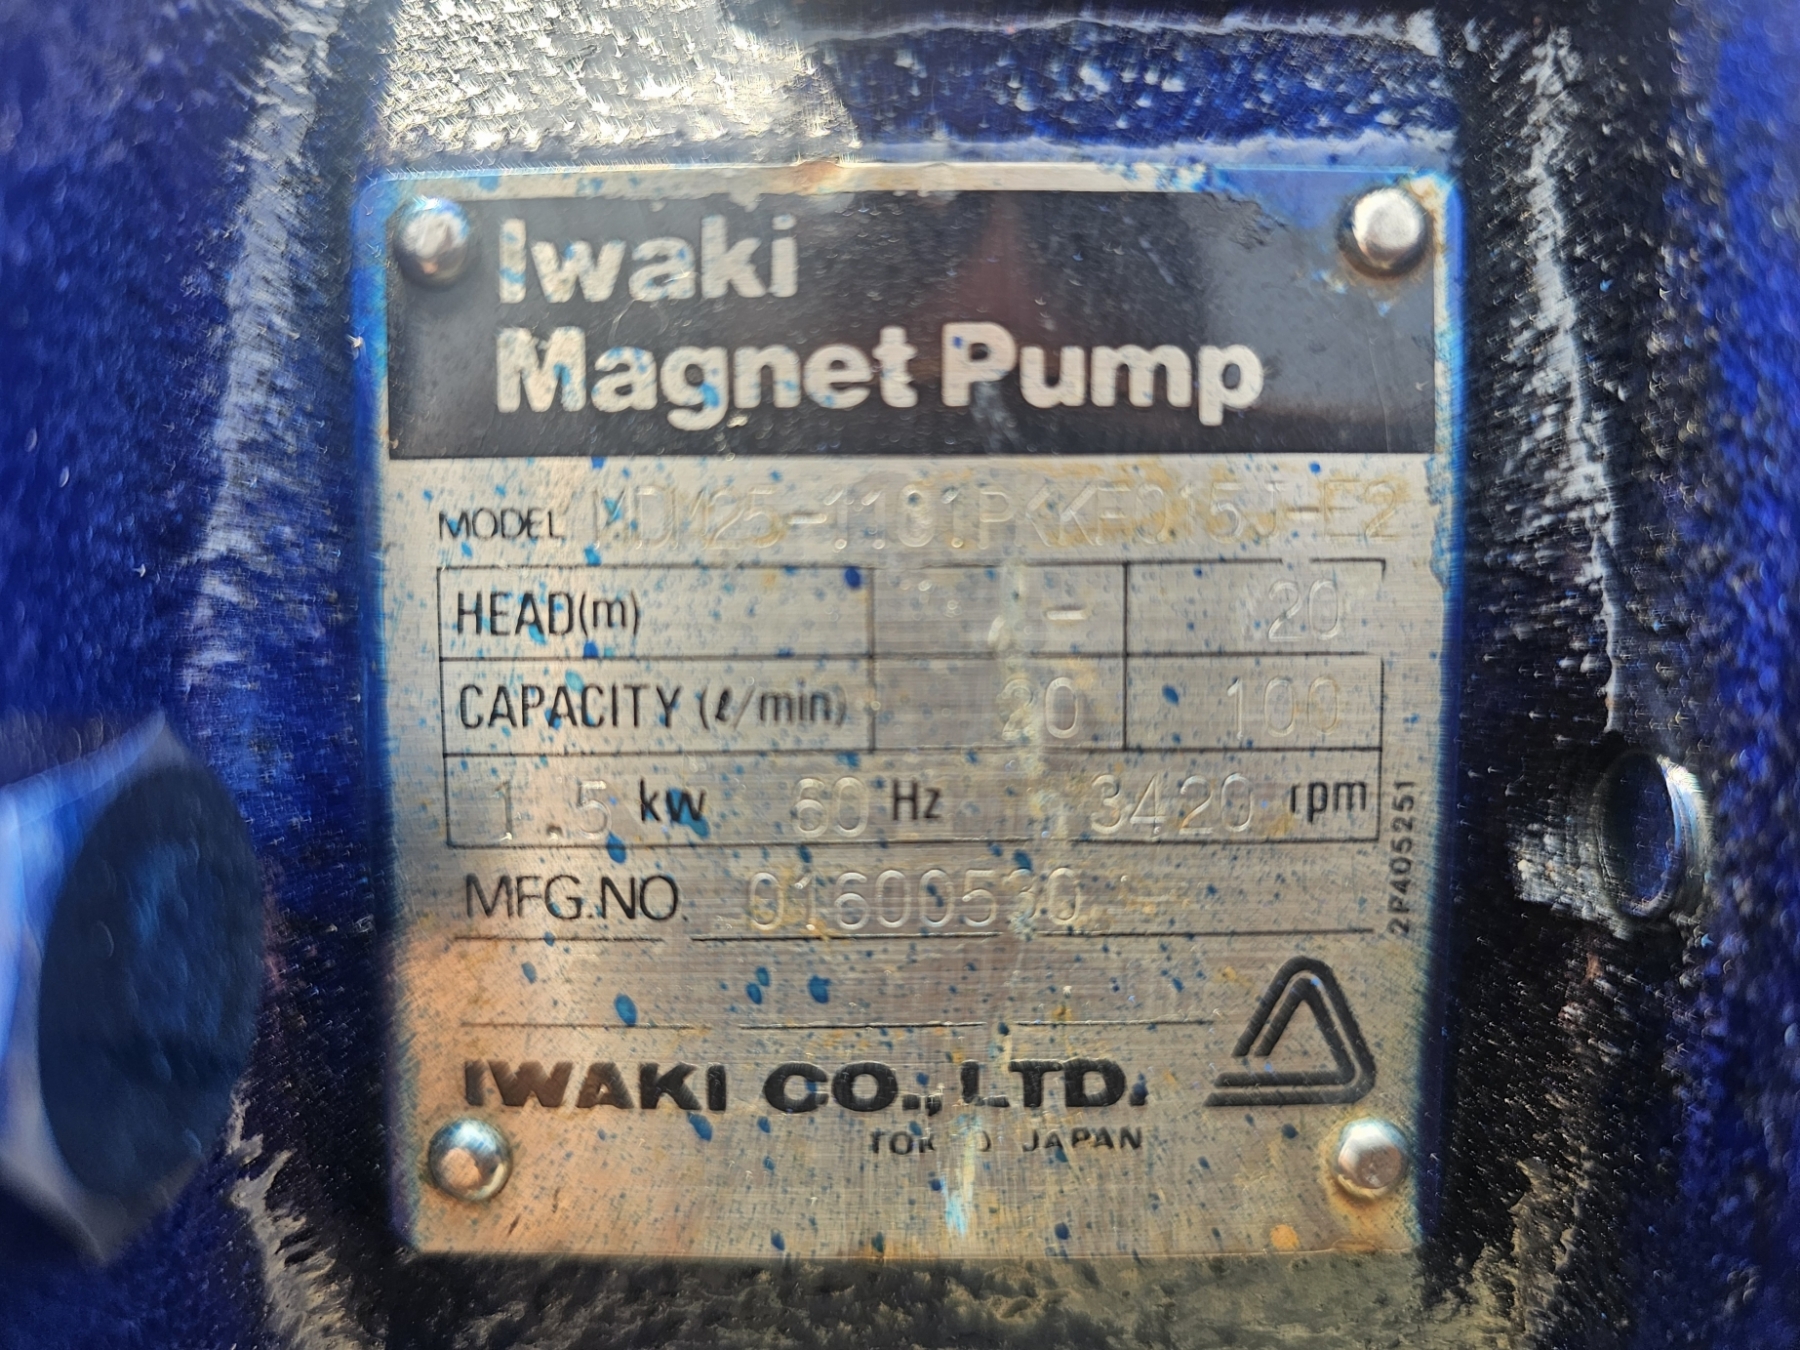 Iwaki
Magnet Pump
MODEL
HEAD(m) - 20
CAPACITY (ℓ/min) 20 100
1.5 kw 60 Hz 3420 rpm
MFG.NO. 01600530
2P405251
IWAKI CO., LTD.
JAPAN